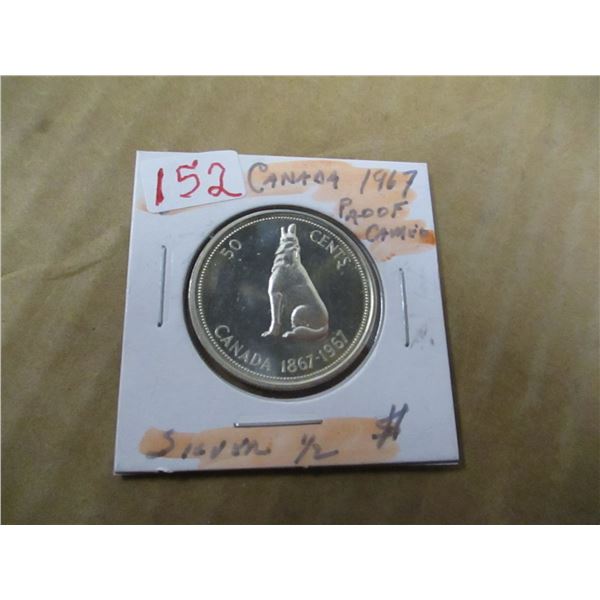 152
CANADA 1967
PROOF
CAMEO
50 CENTS
CANADA 1867-1967
SILVER 1/2 $